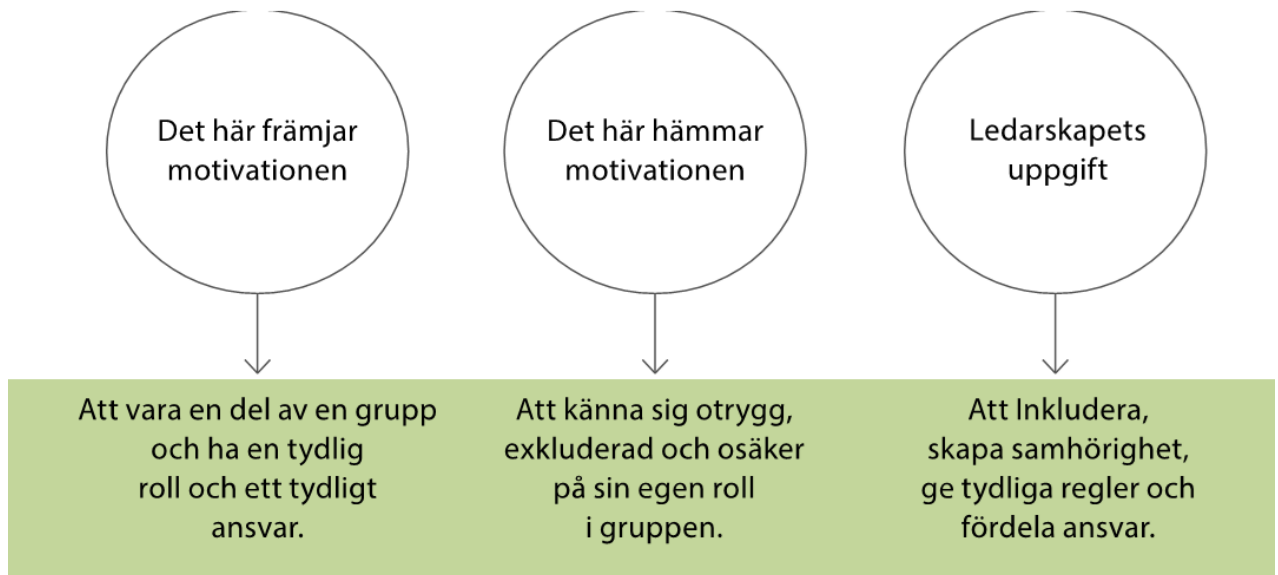 Det här främjar
motivationen
Det här hämmar
motivationen
Ledarskapets
uppgift
Att vara en del av en grupp
och ha en tydlig
roll och ett tydligt
ansvar.
Att känna sig otrygg,
exkluderad och osäker
på sin egen roll
i gruppen.
Att Inkludera,
skapa samhörighet,
ge tydliga regler och
fördela ansvar.